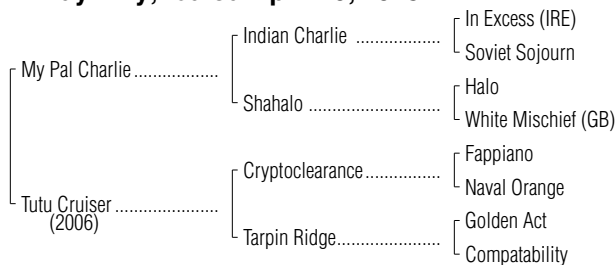 In Excess (IRE)
Indian Charlie
Soviet Sojourn
My Pal Charlie
Halo
Shahalo
White Mischief (GB)
Fappiano
Cryptoclearance
Naval Orange
Tutu Cruiser
(2006)
Golden Act
Tarpin Ridge
Compatability